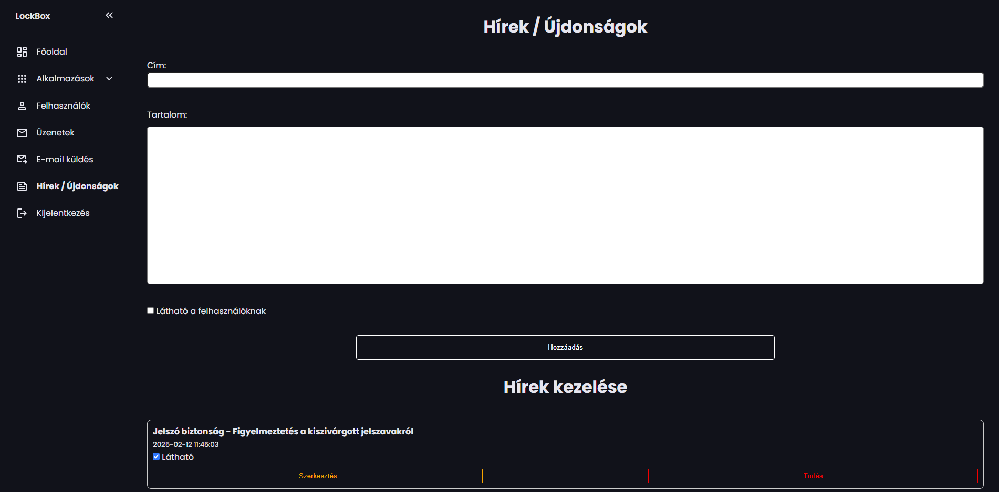 LockBox
Főoldal
Alkalmazások
Felhasználók
Üzenetek
E-mail küldés
Hírek / Újdonságok
Kijelentkezés
Hírek / Újdonságok
Cím:
Tartalom:
Látható a felhasználóknak
Hozzáadás
Hírek kezelése
Jelszó biztonság - Figyelmeztetés a kiszivárgott jelszavakról
2025-02-12 11:45:03
Látható
Szerkesztés
Törlés